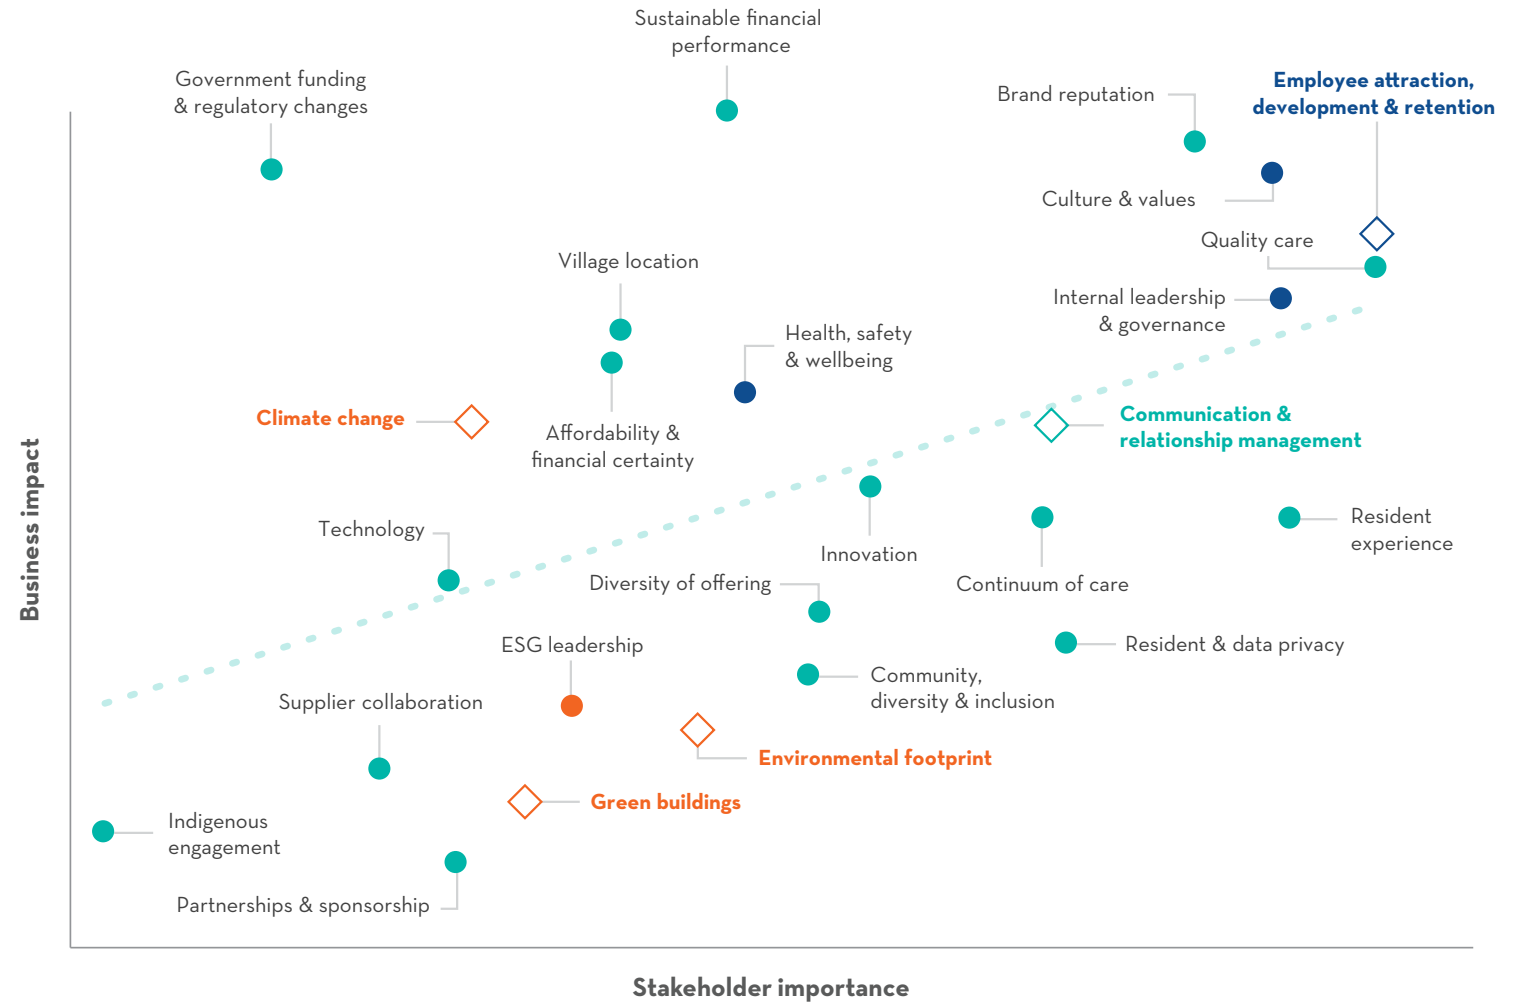 Sustainable financial
performance
Government funding
& regulatory changes
Brand reputation
Employee attraction,
development & retention
Culture & values
Quality care
Village location
Internal leadership
& governance
Health, safety
& wellbeing
Climate change
Affordability &
financial certainty
Communication &
relationship management
Business impact
Technology
Innovation
Resident
experience
Diversity of offering
Continuum of care
ESG leadership
Resident & data privacy
Community,
diversity & inclusion
Supplier collaboration
Environmental footprint
Green buildings
Indigenous
engagement
Partnerships & sponsorship
Stakeholder importance